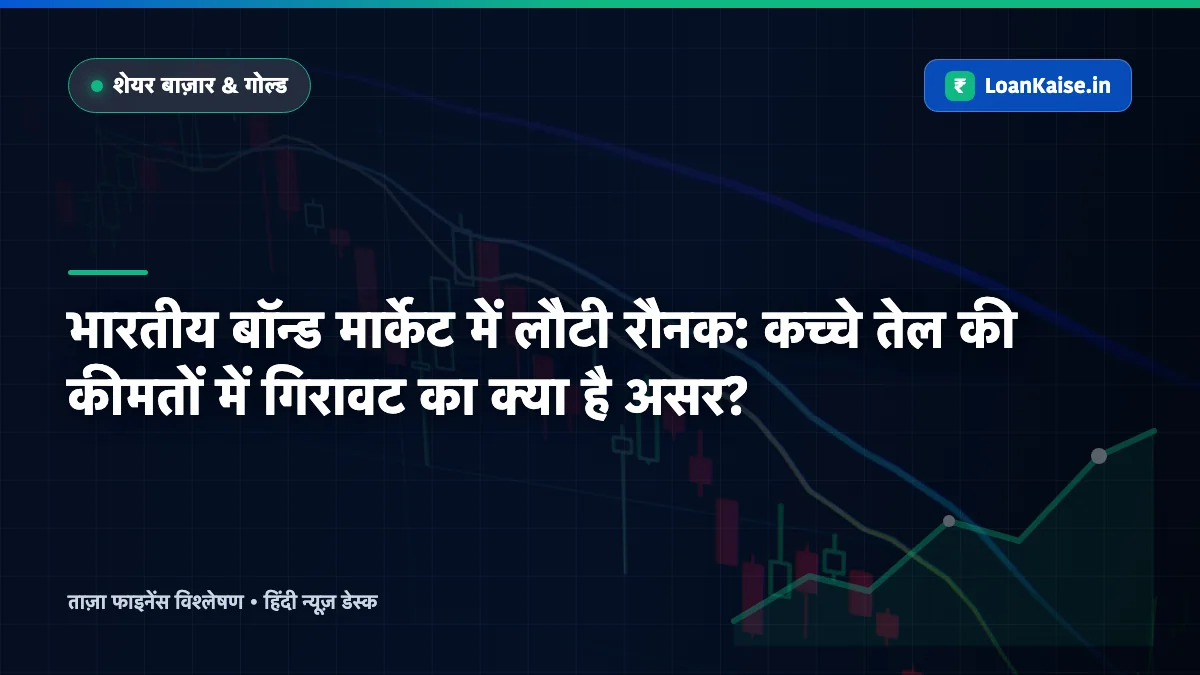 शेयर बाज़ार & गोल्ड
₹ LoanKaise.in
भारतीय बॉन्ड मार्केट में लौटी रौनक: कच्चे तेल की
कीमतों में गिरावट का क्या है असर?
ताज़ा फाइनेंस विश्लेषण • हिंदी न्यूज़ डेस्क